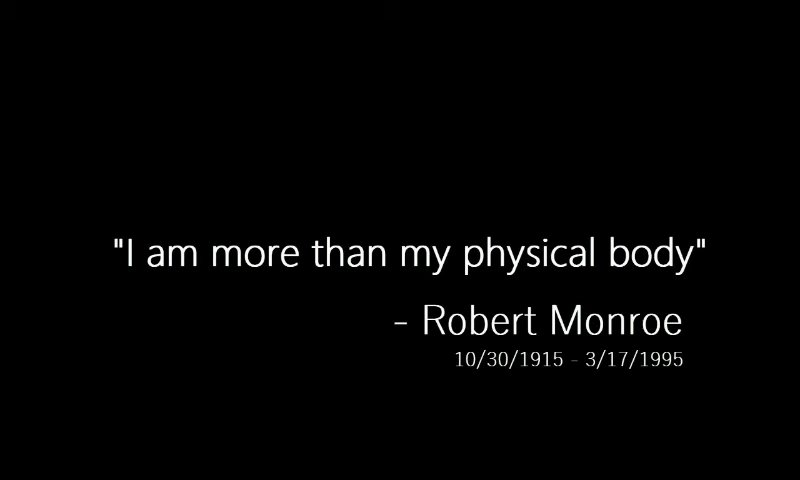 "I am more than my physical body"
- Robert Monroe
10/30/1915 - 3/17/1995